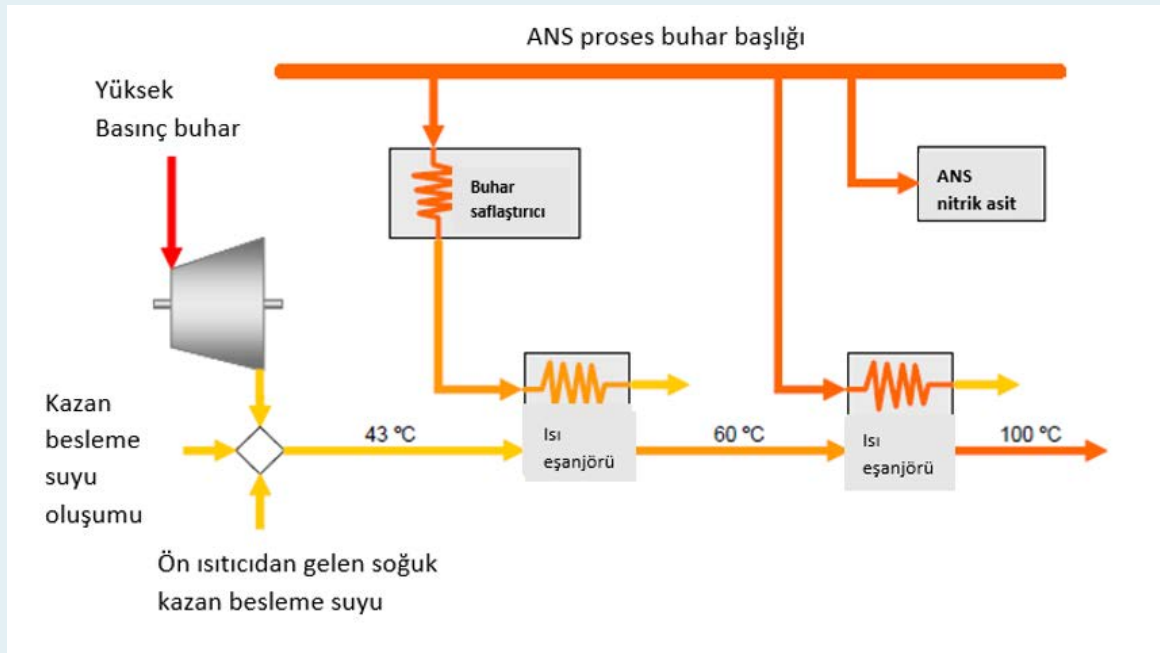 ANS proses buhar başlığı
Yüksek
Basınç buhar
Buhar
saflaştırıcı
ANS
nitrik asit
Kazan
besleme
suyu
oluşumu
43 ºC
Isı
eşanjörü
60 ºC
Isı
eşanjörü
100 ºC
Ön ısıtıcıdan gelen soğuk
kazan besleme suyu